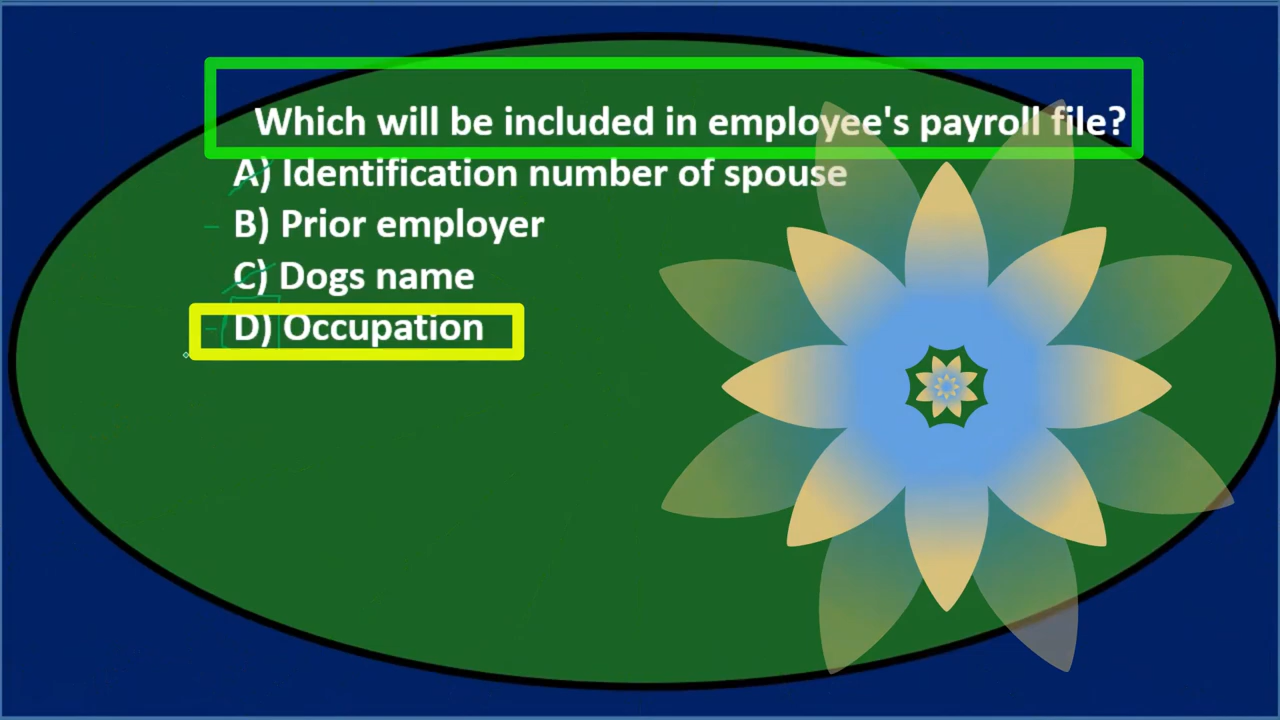 Which will be included in employee's payroll file?
A) Identification number of spouse
B) Prior employer
C) Dogs name
D) Occupation